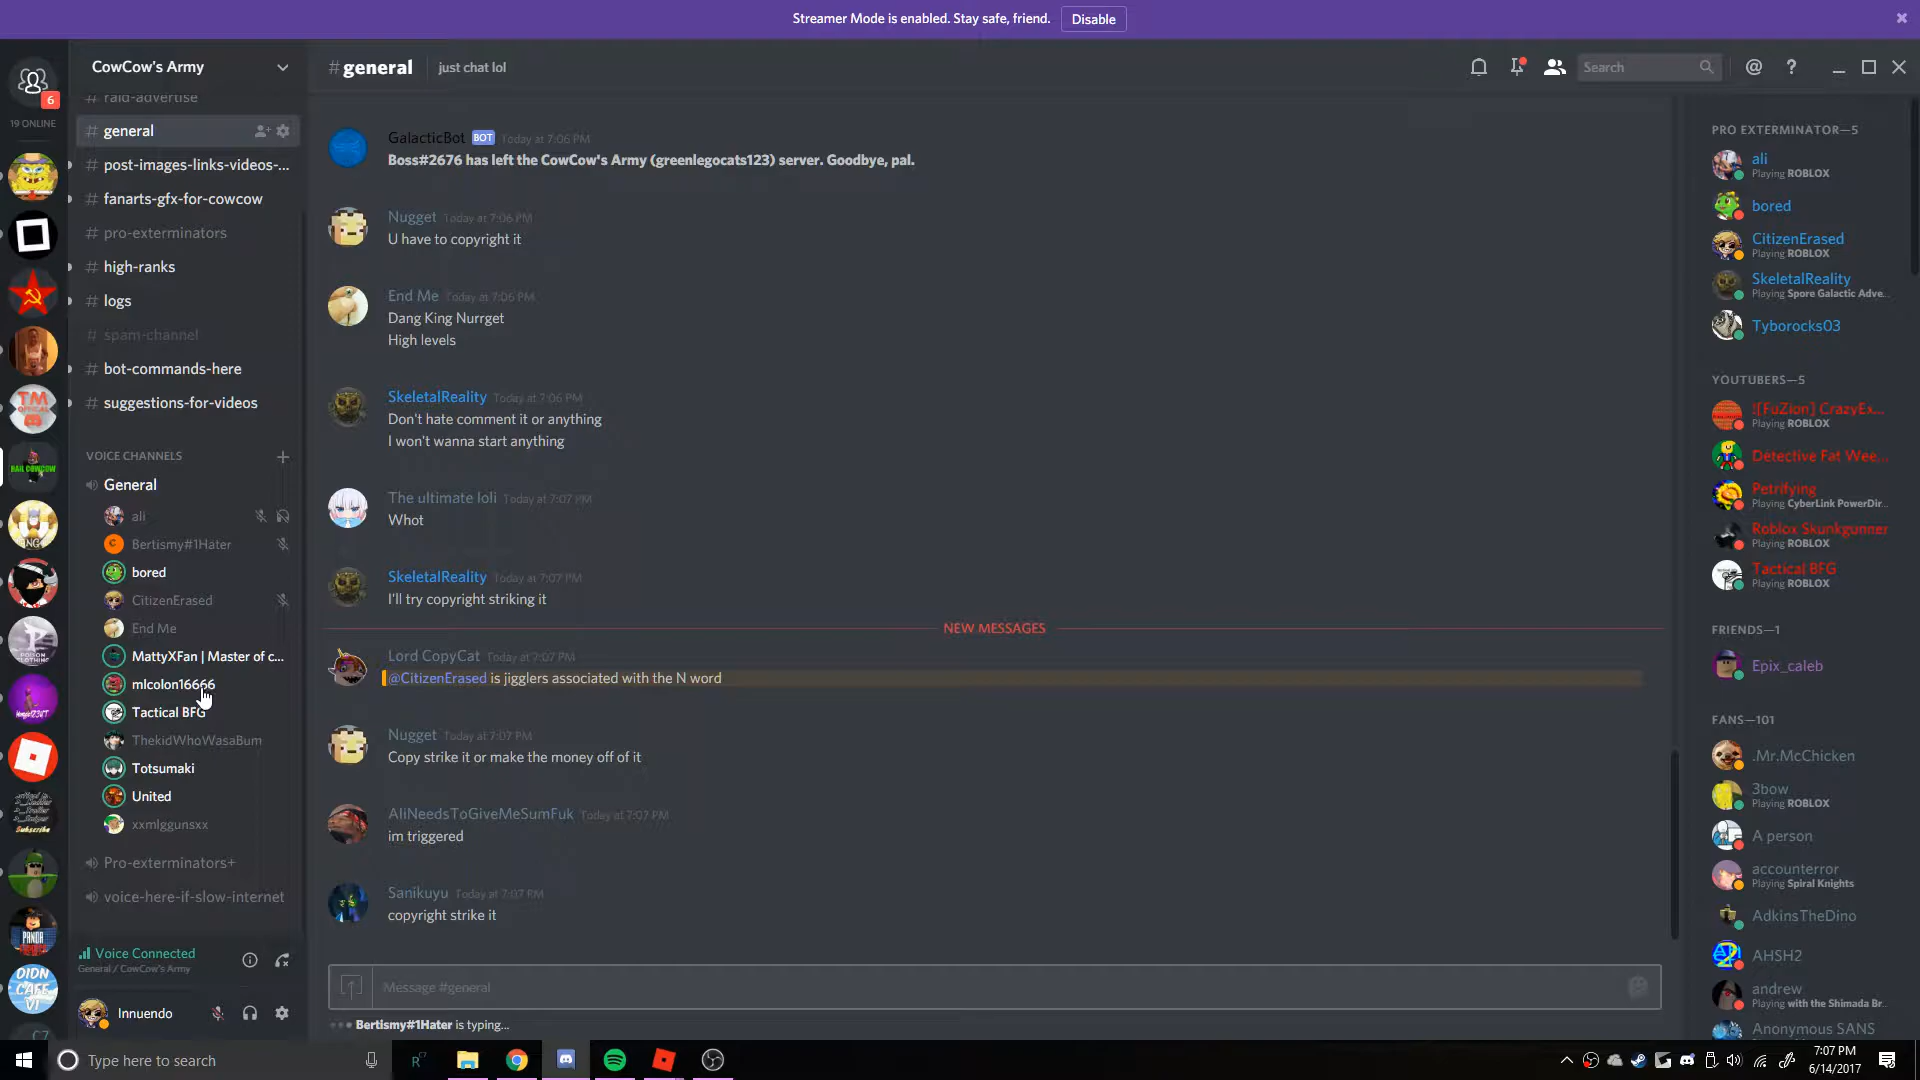 Streamer Mode is enabled. Stay safe, friend. Disable
CowCow's Army
#general just chat lol
Search
6
19 ONLINE
# raid-advertise
# general
# post-images-links-videos-...
# fanarts-gfx-for-cowcow
# pro-exterminators
# high-ranks
# logs
# spam-channel
# bot-commands-here
# suggestions-for-videos
VOICE CHANNELS
General
ali
Bertismy#1Hater
bored
CitizenErased
End Me
MattyXFan | Master of c...
mlcolon16666
Tactical BFG
ThekidWhoWasaBum
Totsumaki
United
xxmlggunsxx
Pro-exterminators+
voice-here-if-slow-internet
Voice Connected
General / CowCow's Army
Innuendo
GalacticBot BOT Today at 7:06 PM
Boss#2676 has left the CowCow's Army (greenlegocats123) server. Goodbye, pal.
Nugget Today at 7:06 PM
U have to copyright it
End Me Today at 7:06 PM
Dang King Nurrget
High levels
SkeletalReality Today at 7:06 PM
Don't hate comment it or anything
I won't wanna start anything
The ultimate loli Today at 7:07 PM
Whot
SkeletalReality Today at 7:07 PM
I'll try copyright striking it
NEW MESSAGES
Lord CopyCat Today at 7:07 PM
@CitizenErased is jigglers associated with the N word
Nugget Today at 7:07 PM
Copy strike it or make the money off of it
AliNeedsToGiveMeSumFuk Today at 7:07 PM
im triggered
Sanikuyu Today at 7:07 PM
copyright strike it
Message #general
Bertismy#1Hater is typing...
PRO EXTERMINATOR—5
ali
Playing ROBLOX
bored
CitizenErased
Playing ROBLOX
SkeletalReality
Playing Spore Galactic Adve...
Tyborocks03
YOUTUBERS—5
![FuZion] CrazyEx...
Playing ROBLOX
Detective Fat Wee...
Petrifying
Playing CyberLink PowerDir...
Roblox Skunkgunner
Playing ROBLOX
Tactical BFG
Playing ROBLOX
FRIENDS—1
Epix_caleb
FANS—101
.Mr.McChicken
3bow
Playing ROBLOX
A person
accounterror
Playing Spiral Knights
AdkinsTheDino
AHSH2
andrew
Playing with the Shimada Br...
Anonymous SANS
TM
HAIL COWCOW
PANDA
DIDN
CAFE
VI
Type here to search
7:07 PM
6/14/2017